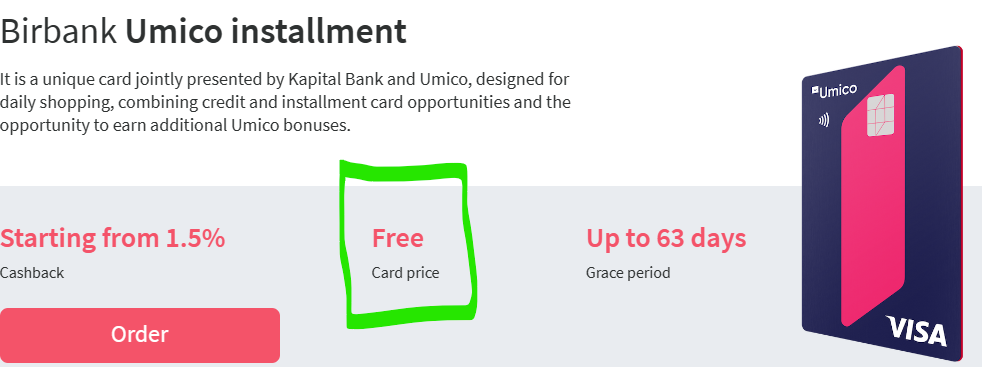 Birbank Umico installment
It is a unique card jointly presented by Kapital Bank and Umico, designed for
daily shopping, combining credit and installment card opportunities and the
opportunity to earn additional Umico bonuses.
Starting from 1.5%
Cashback
Free
Card price
Up to 63 days
Grace period
Order
Umico
VISA